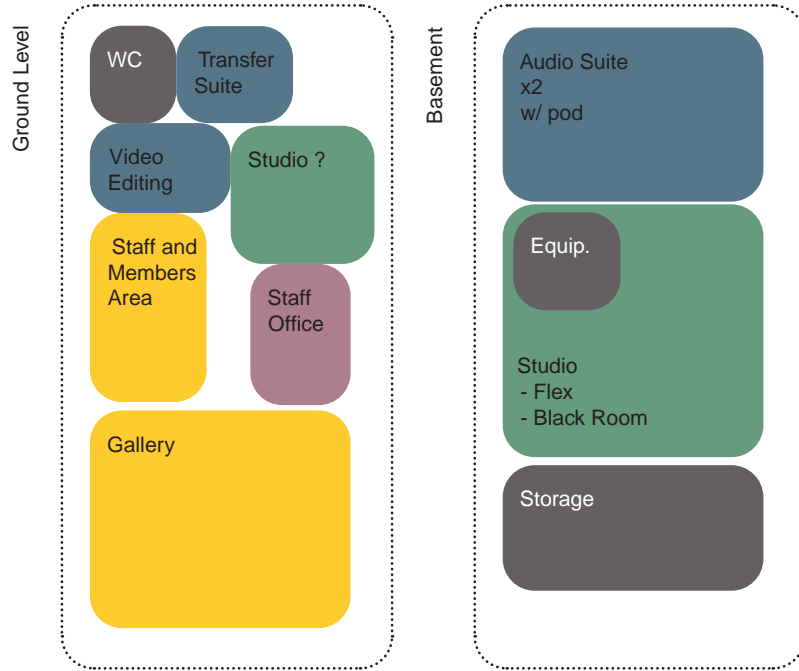 Ground Level
WC
Transfer
Suite
Video
Editing
Studio ?
Staff and
Members
Area
Staff
Office
Gallery
Basement
Audio Suite
x2
w/ pod
Equip.
Studio
- Flex
- Black Room
Storage